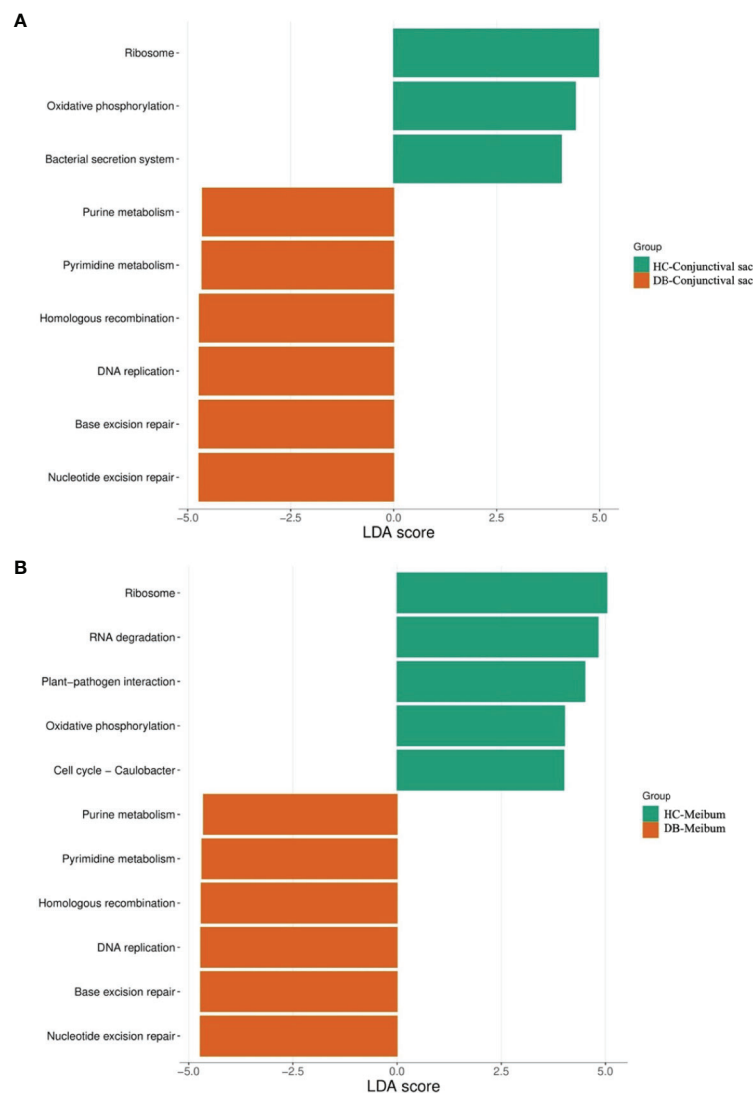 A
Ribosome
Oxidative phosphorylation
Bacterial secretion system
Purine metabolism
Pyrimidine metabolism
Homologous recombination
DNA replication
Base excision repair
Nucleotide excision repair
−5.0 −2.5 0.0 2.5 5.0
LDA score
Group
HC-Conjunctival sac
DB-Conjunctival sac
B
Ribosome
RNA degradation
Plant−pathogen interaction
Oxidative phosphorylation
Cell cycle − Caulobacter
Purine metabolism
Pyrimidine metabolism
Homologous recombination
DNA replication
Base excision repair
Nucleotide excision repair
−5.0 −2.5 0.0 2.5 5.0
LDA score
Group
HC-Meibum
DB-Meibum